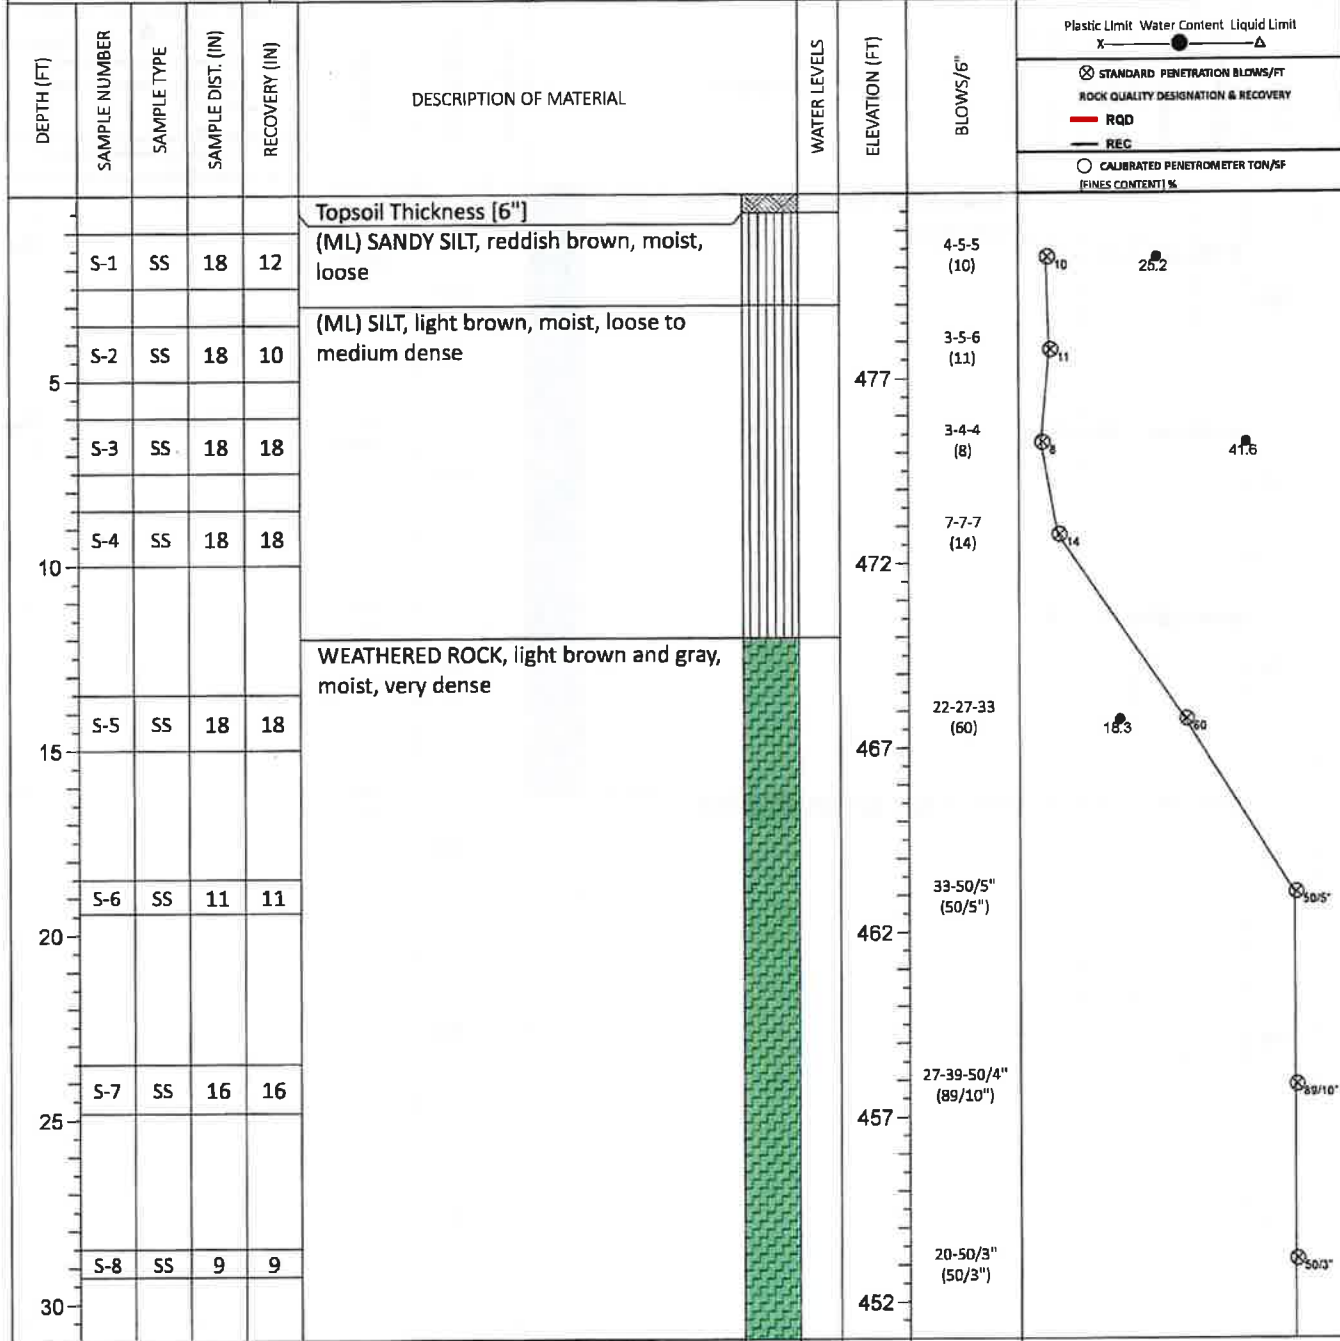 DEPTH (FT)
SAMPLE NUMBER
SAMPLE TYPE
SAMPLE DIST. (IN)
RECOVERY (IN)
DESCRIPTION OF MATERIAL
WATER LEVELS
ELEVATION (FT)
BLOWS/6"
Plastic Limit Water Content Liquid Limit
X
STANDARD PENETRATION BLOWS/FT
ROCK QUALITY DESIGNATION & RECOVERY
RQD
REC
CALIBRATED PENETROMETER TON/SF
[FINES CONTENT] %
Topsoil Thickness [6"]
(ML) SANDY SILT, reddish brown, moist,
loose
S-1 SS 18 12
4-5-5
(10)
10
25.2
(ML) SILT, light brown, moist, loose to
medium dense
S-2 SS 18 10
3-5-6
(11)
11
5
477
S-3 SS 18 18
3-4-4
(8)
8
41.6
S-4 SS 18 18
7-7-7
(14)
14
10
472
WEATHERED ROCK, light brown and gray,
moist, very dense
S-5 SS 18 18
22-27-33
(60)
18.3
60
15
467
S-6 SS 11 11
33-50/5"
(50/5")
50/5"
20
462
S-7 SS 16 16
27-39-50/4"
(89/10")
89/10"
25
457
S-8 SS 9 9
20-50/3"
(50/3")
50/3"
30
452